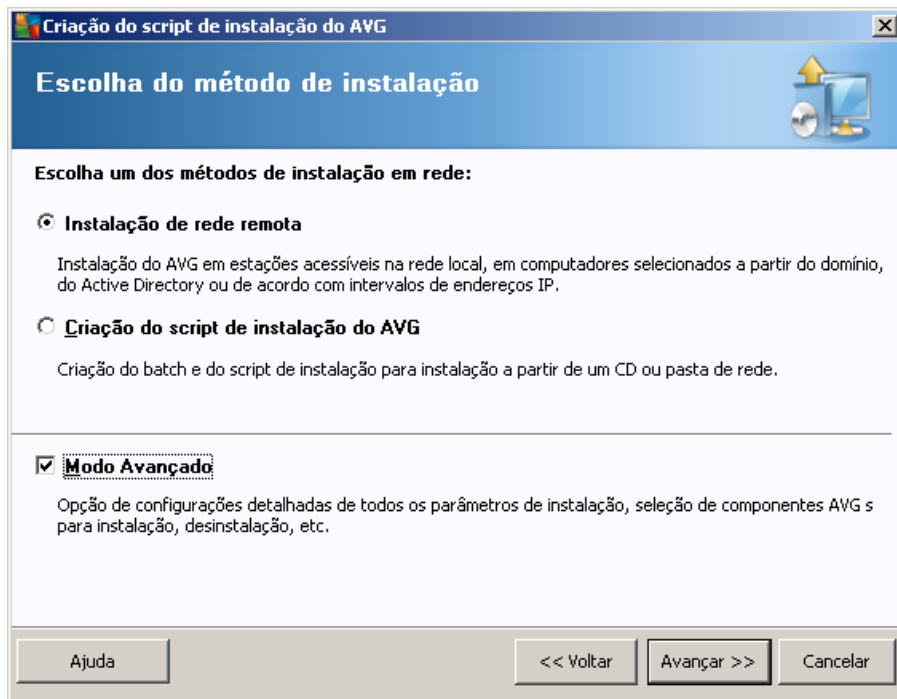 Criação do script de instalação do AVG
Escolha do método de instalação
Escolha um dos métodos de instalação em rede:
Instalação de rede remota
Instalação do AVG em estações acessíveis na rede local, em computadores selecionados a partir do domínio,
do Active Directory ou de acordo com intervalos de endereços IP.
Criação do script de instalação do AVG
Criação do batch e do script de instalação para instalação a partir de um CD ou pasta de rede.
Modo Avançado
Opção de configurações detalhadas de todos os parâmetros de instalação, seleção de componentes AVG s
para instalação, desinstalação, etc.
Ajuda << Voltar Avançar >> Cancelar